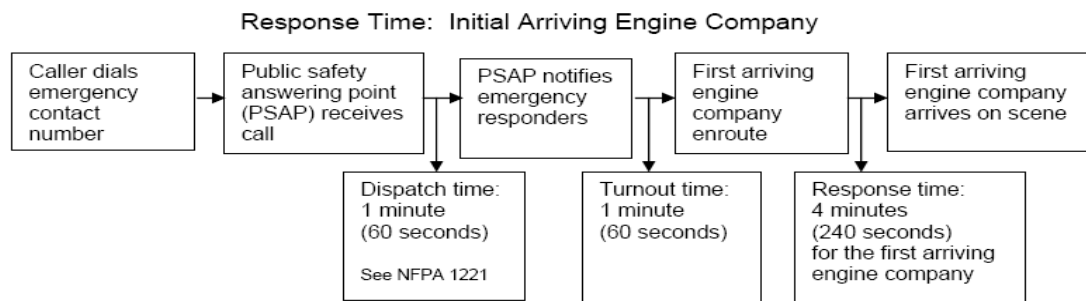 Response Time: Initial Arriving Engine Company
Caller dials
emergency
contact
number
Public safety
answering point
(PSAP) receives
call
PSAP notifies
emergency
responders
First arriving
engine
company
enroute
First arriving
engine company
arrives on scene
Dispatch time:
1 minute
(60 seconds)
See NFPA 1221
Turnout time:
1 minute
(60 seconds)
Response time:
4 minutes
(240 seconds)
for the first arriving
engine company